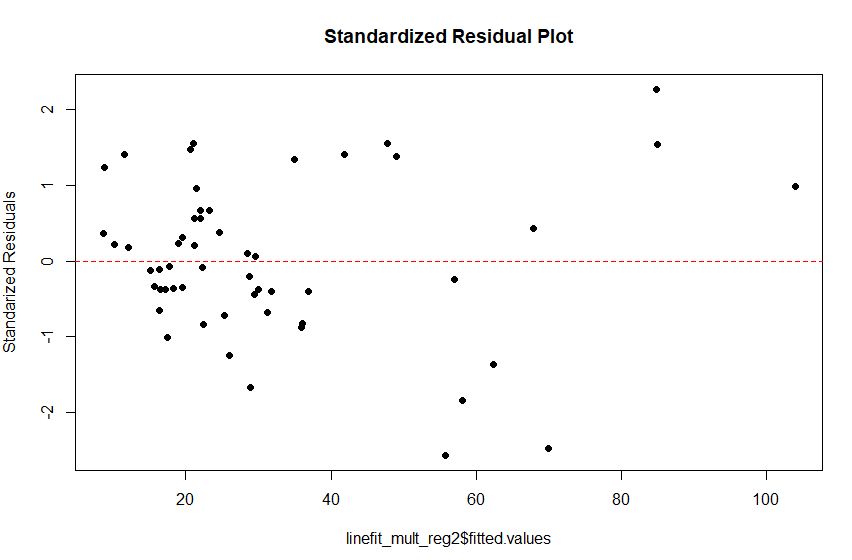 Standardized Residual Plot
Standarized Residuals
2
1
0
-1
-2
20 40 60 80 100
linefit_mult_reg2$fitted.values